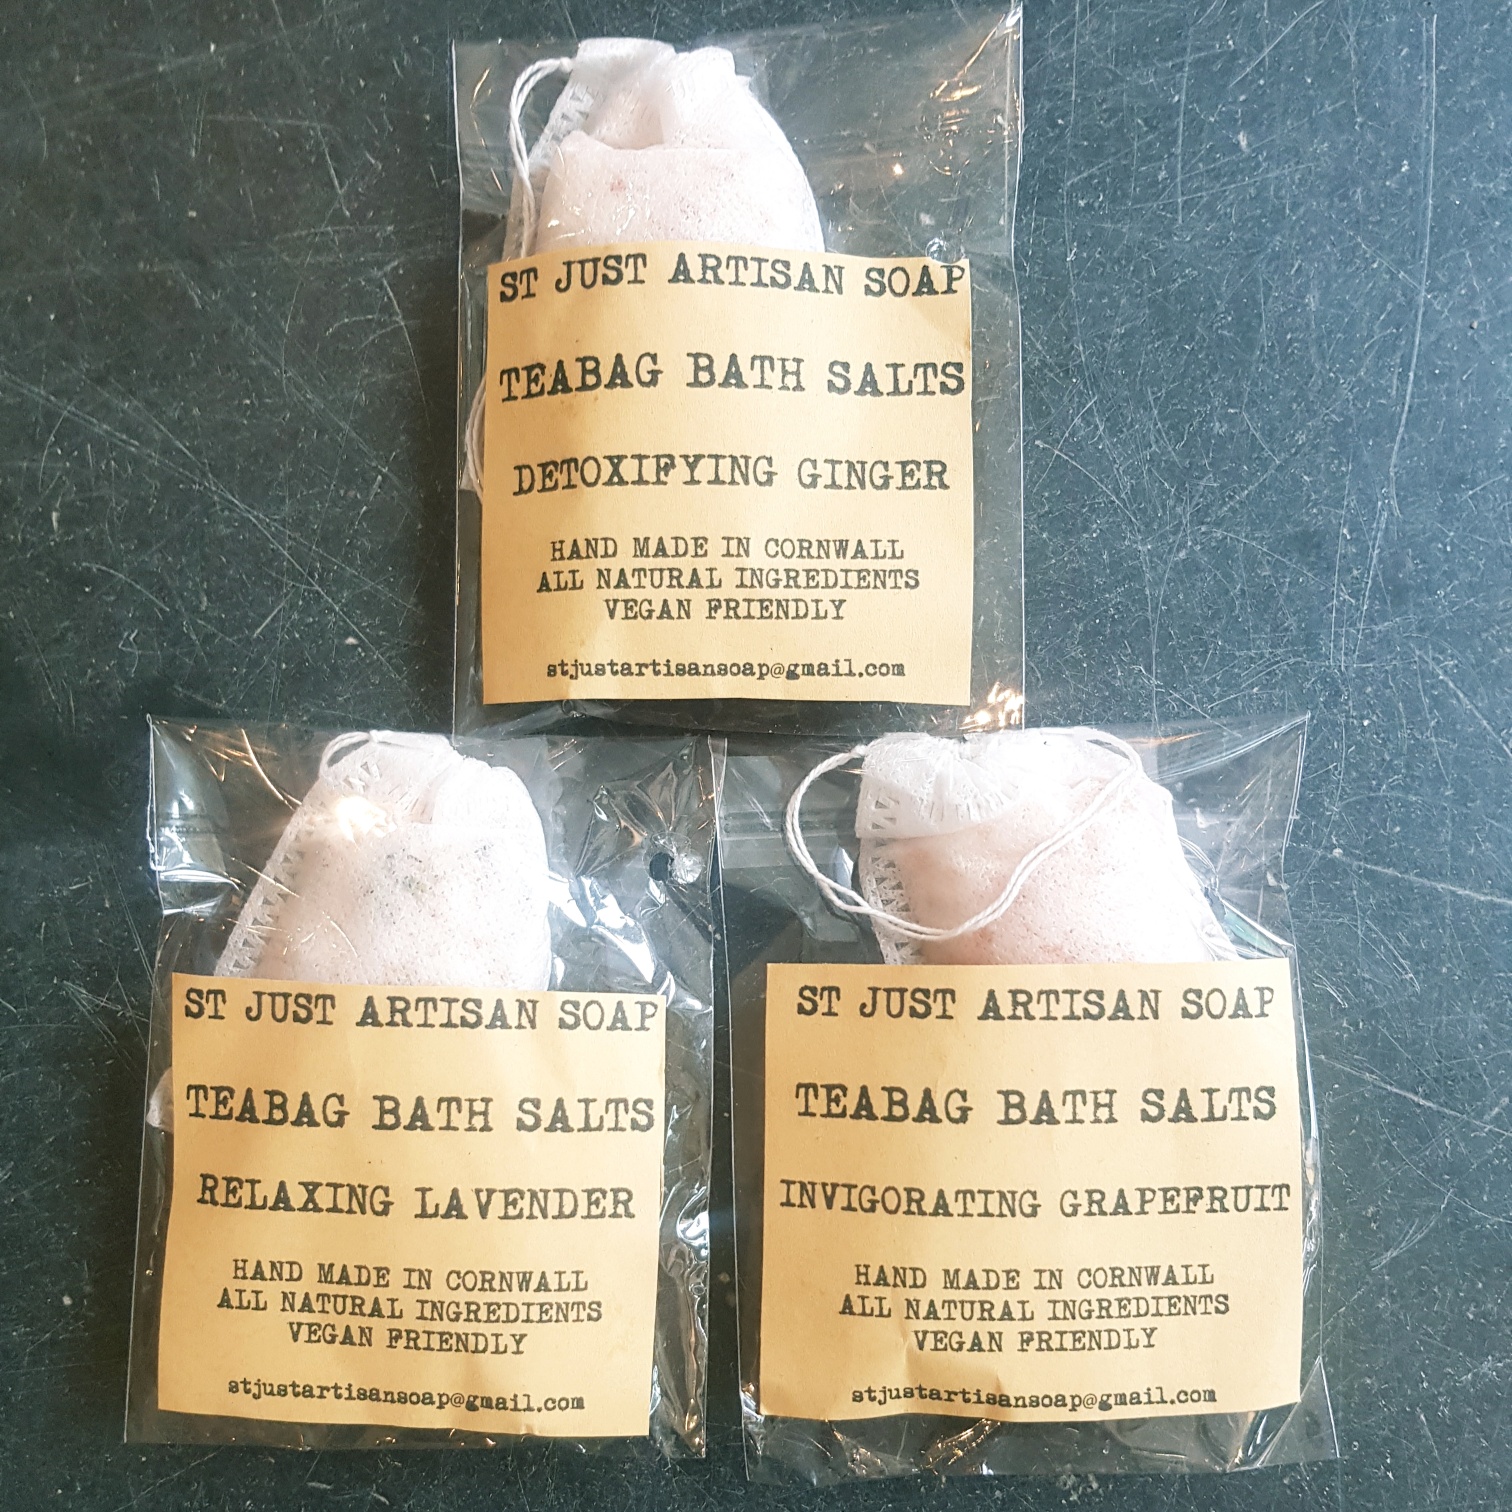 ST JUST ARTISAN SOAP
TEABAG BATH SALTS
DETOXIFYING GINGER
HAND MADE IN CORNWALL
ALL NATURAL INGREDIENTS
VEGAN FRIENDLY
stjustartisansoap@gmail.com
ST JUST ARTISAN SOAP
TEABAG BATH SALTS
RELAXING LAVENDER
HAND MADE IN CORNWALL
ALL NATURAL INGREDIENTS
VEGAN FRIENDLY
stjustartisansoap@gmail.com
ST JUST ARTISAN SOAP
TEABAG BATH SALTS
INVIGORATING GRAPEFRUIT
HAND MADE IN CORNWALL
ALL NATURAL INGREDIENTS
VEGAN FRIENDLY
stjustartisansoap@gmail.com